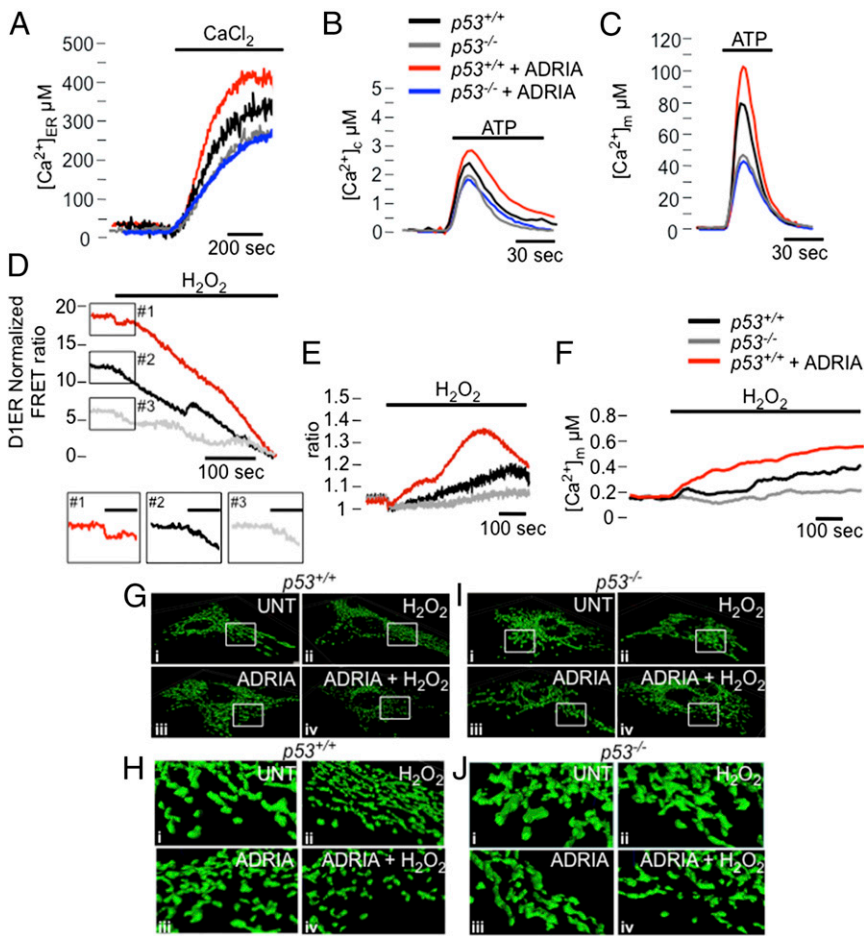 A
CaCl2
[Ca2+]ER µM
500
400
300
200
100
0
200 sec
B
p53+/+
p53-/-
p53+/+ + ADRIA
p53-/- + ADRIA
[Ca2+]c µM
5
4
3
2
1
0
ATP
30 sec
C
[Ca2+]m µM
120
100
80
60
40
20
0
ATP
30 sec
D
H2O2
D1ER Normalized
FRET ratio
20
15
10
5
0
#1
#2
#3
100 sec
#1
#2
#3
E
H2O2
ratio
1.5
1.4
1.3
1.2
1.1
1
100 sec
p53+/+
p53-/-
p53+/+ + ADRIA
F
H2O2
[Ca2+]m µM
0.8
0.6
0.4
0.2
0
100 sec
G
p53+/+
UNT
i
H2O2
ii
ADRIA
iii
ADRIA + H2O2
iv
I
p53-/-
UNT
i
H2O2
ii
ADRIA
iii
ADRIA + H2O2
iv
H
p53+/+
UNT
i
H2O2
ii
ADRIA
iii
ADRIA + H2O2
iv
J
p53-/-
UNT
i
H2O2
ii
ADRIA
iii
ADRIA + H2O2
iv